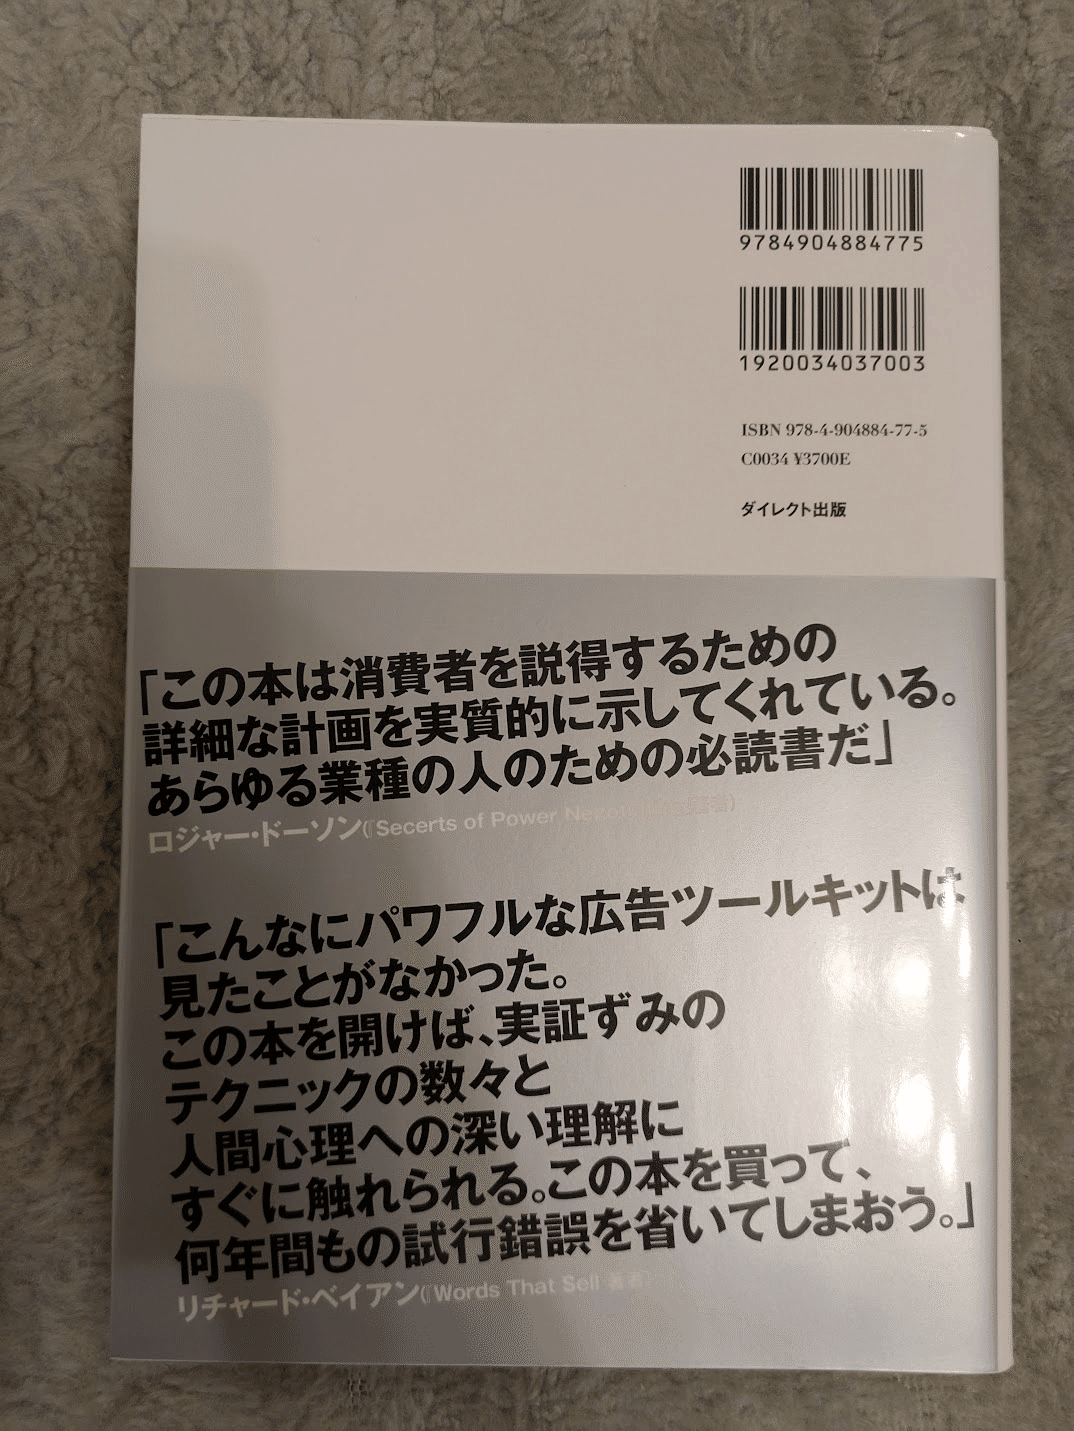 9784904884775
1920034037003
ISBN 978-4-904884-77-5
C0034 ¥3700E
ダイレクト出版
「この本は消費者を説得するための
詳細な計画を実質的に示してくれている。
あらゆる業種の人のための必読書だ」
ロジャー・ドーソン(『Secerts of Power
「こんなにパワフルな広告ツールキットは
見たことがなかった。
この本を開けば、実証ずみの
テクニックの数々と
人間心理への深い理解に
すぐに触れられる。この本を買って、
何年間もの試行錯誤を省いてしまおう。」
リチャード・ベイアン(『Words That Sell 著者)